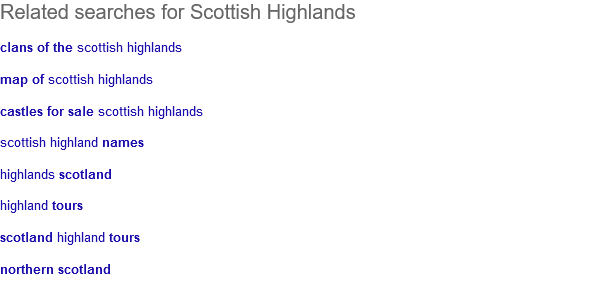 Related searches for Scottish Highlands
clans of the scottish highlands
map of scottish highlands
castles for sale scottish highlands
scottish highland names
highlands scotland
highland tours
scotland highland tours
northern scotland